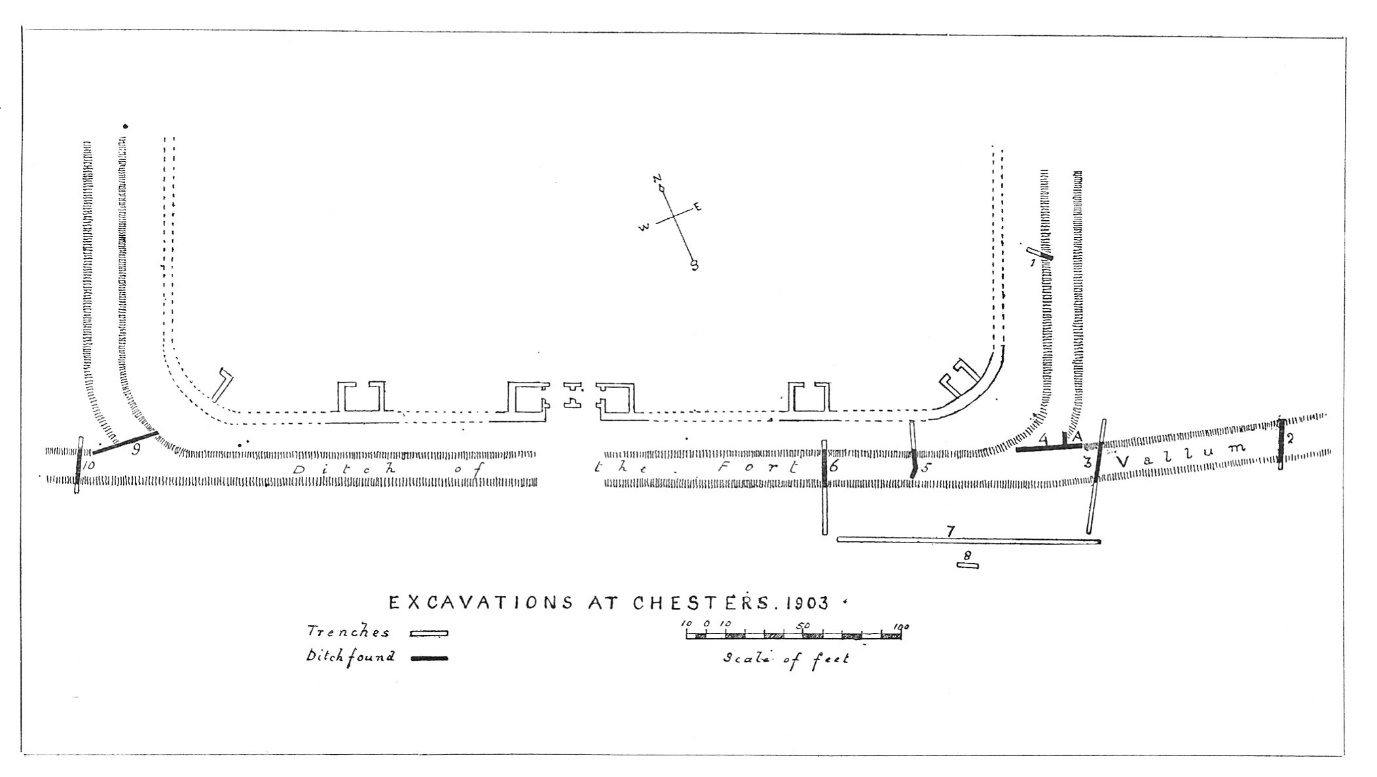 N
E
W
S
1
10
9
Ditch of the. Fort
6
5
4 A
3
Vallum
2
7
8
EXCAVATIONS AT CHESTERS. 1903
Trenches
Ditch found
10 0 10 50 100
Scale of feet